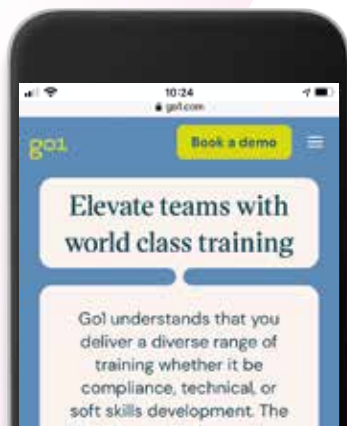 10:24
go1.com
go1
Book a demo
Elevate teams with
world class training
Go1 understands that you
deliver a diverse range of
training whether it be
compliance, technical, or
soft skills development. The